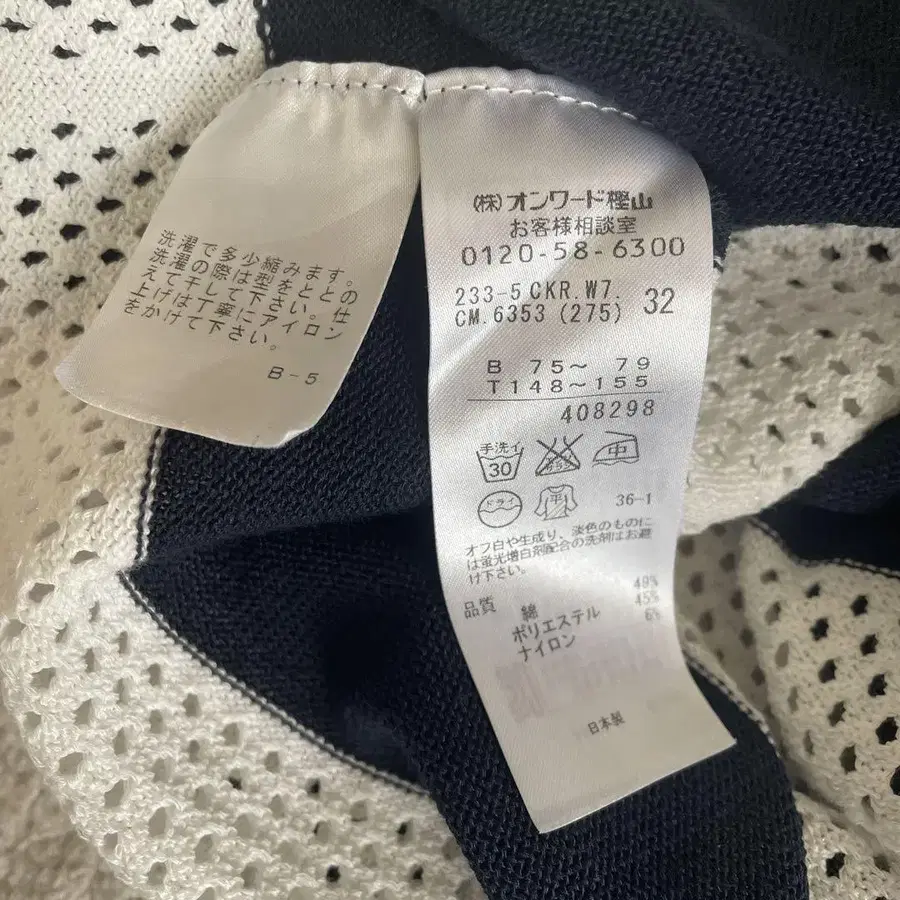 洗濯で多少縮みます。
洗濯の際は型をととの
えて干して下さい。仕
上げは丁寧にアイロン
をかけて下さい。
B-5
(株)オンワード樫山
お客様相談室
0120-58-6300
233-5 CKR.W7.
CM.6353 (275) 32
B 75～ 79
T148～155
408298
手洗イ
30
中
ドライ
平
36-1
オフ白や生成り、淡色のものに
は蛍光増白剤配合の洗剤はお避
け下さい。
品質 綿 49%
ポリエステル 45%
ナイロン 6%
日本製